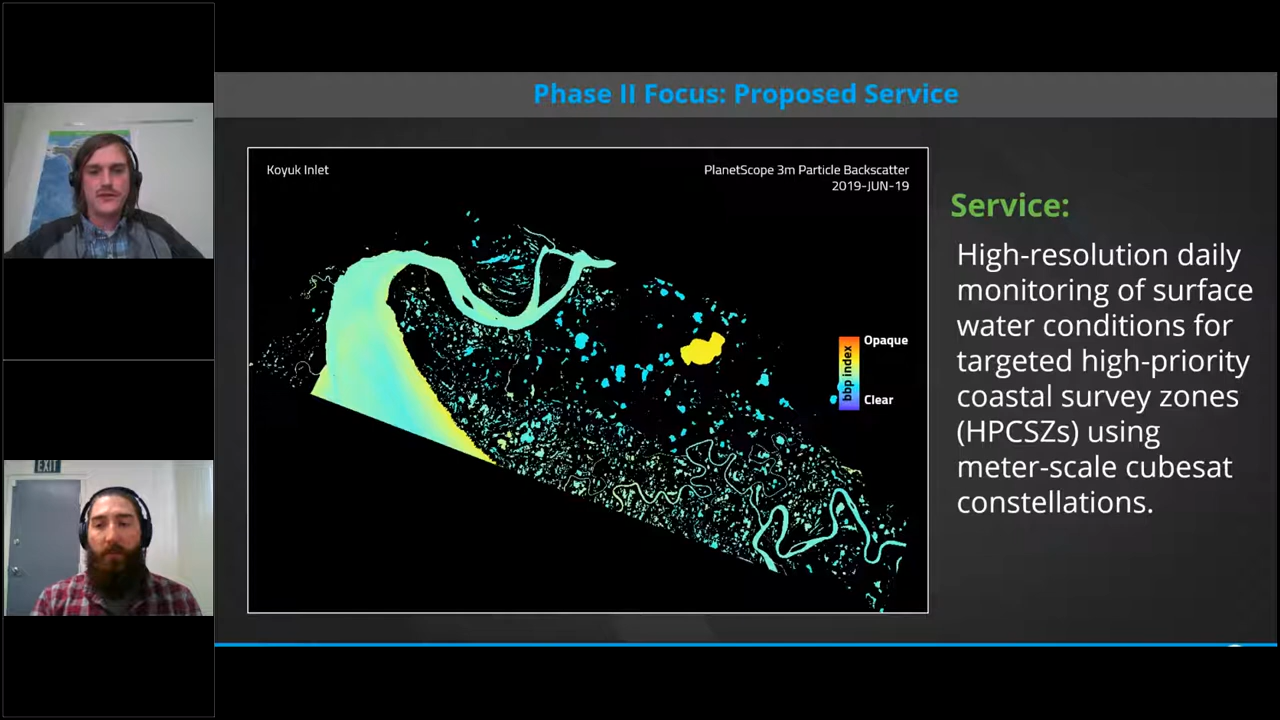 Phase II Focus: Proposed Service
Koyuk Inlet
PlanetScope 3m Particle Backscatter
2019-JUN-19
Opaque
bbp index
Clear
Service:
High-resolution daily
monitoring of surface
water conditions for
targeted high-priority
coastal survey zones
(HPCSZs) using
meter-scale cubesat
constellations.
EXIT